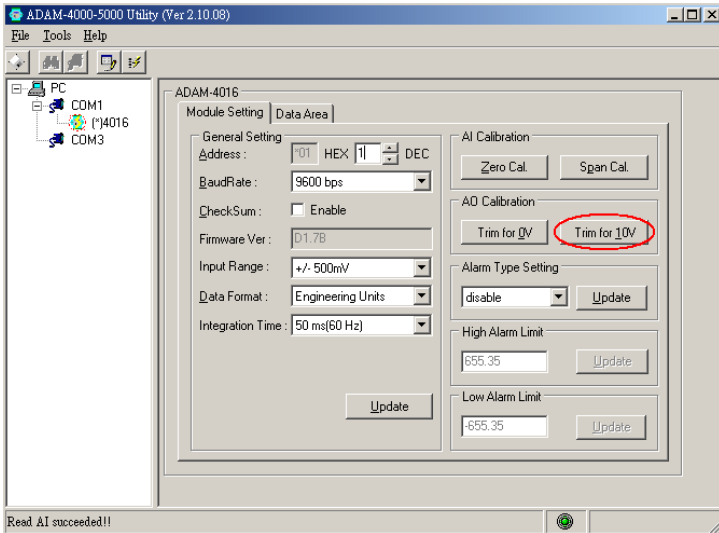 ADAM-4000-5000 Utility (Ver 2.10.08)
File Tools Help
PC
COM1
(*)4016
COM3
ADAM-4016
Module Setting
Data Area
General Setting
Address :
*01
HEX
1
DEC
BaudRate :
9600 bps
CheckSum :
Enable
Firmware Ver :
D1.7B
Input Range :
+/- 500mV
Data Format :
Engineering Units
Integration Time :
50 ms(60 Hz)
Update
AI Calibration
Zero Cal.
Span Cal.
AO Calibration
Trim for 0V
Trim for 10V
Alarm Type Setting
disable
Update
High Alarm Limit
655.35
Update
Low Alarm Limit
-655.35
Update
Read AI succeeded!!